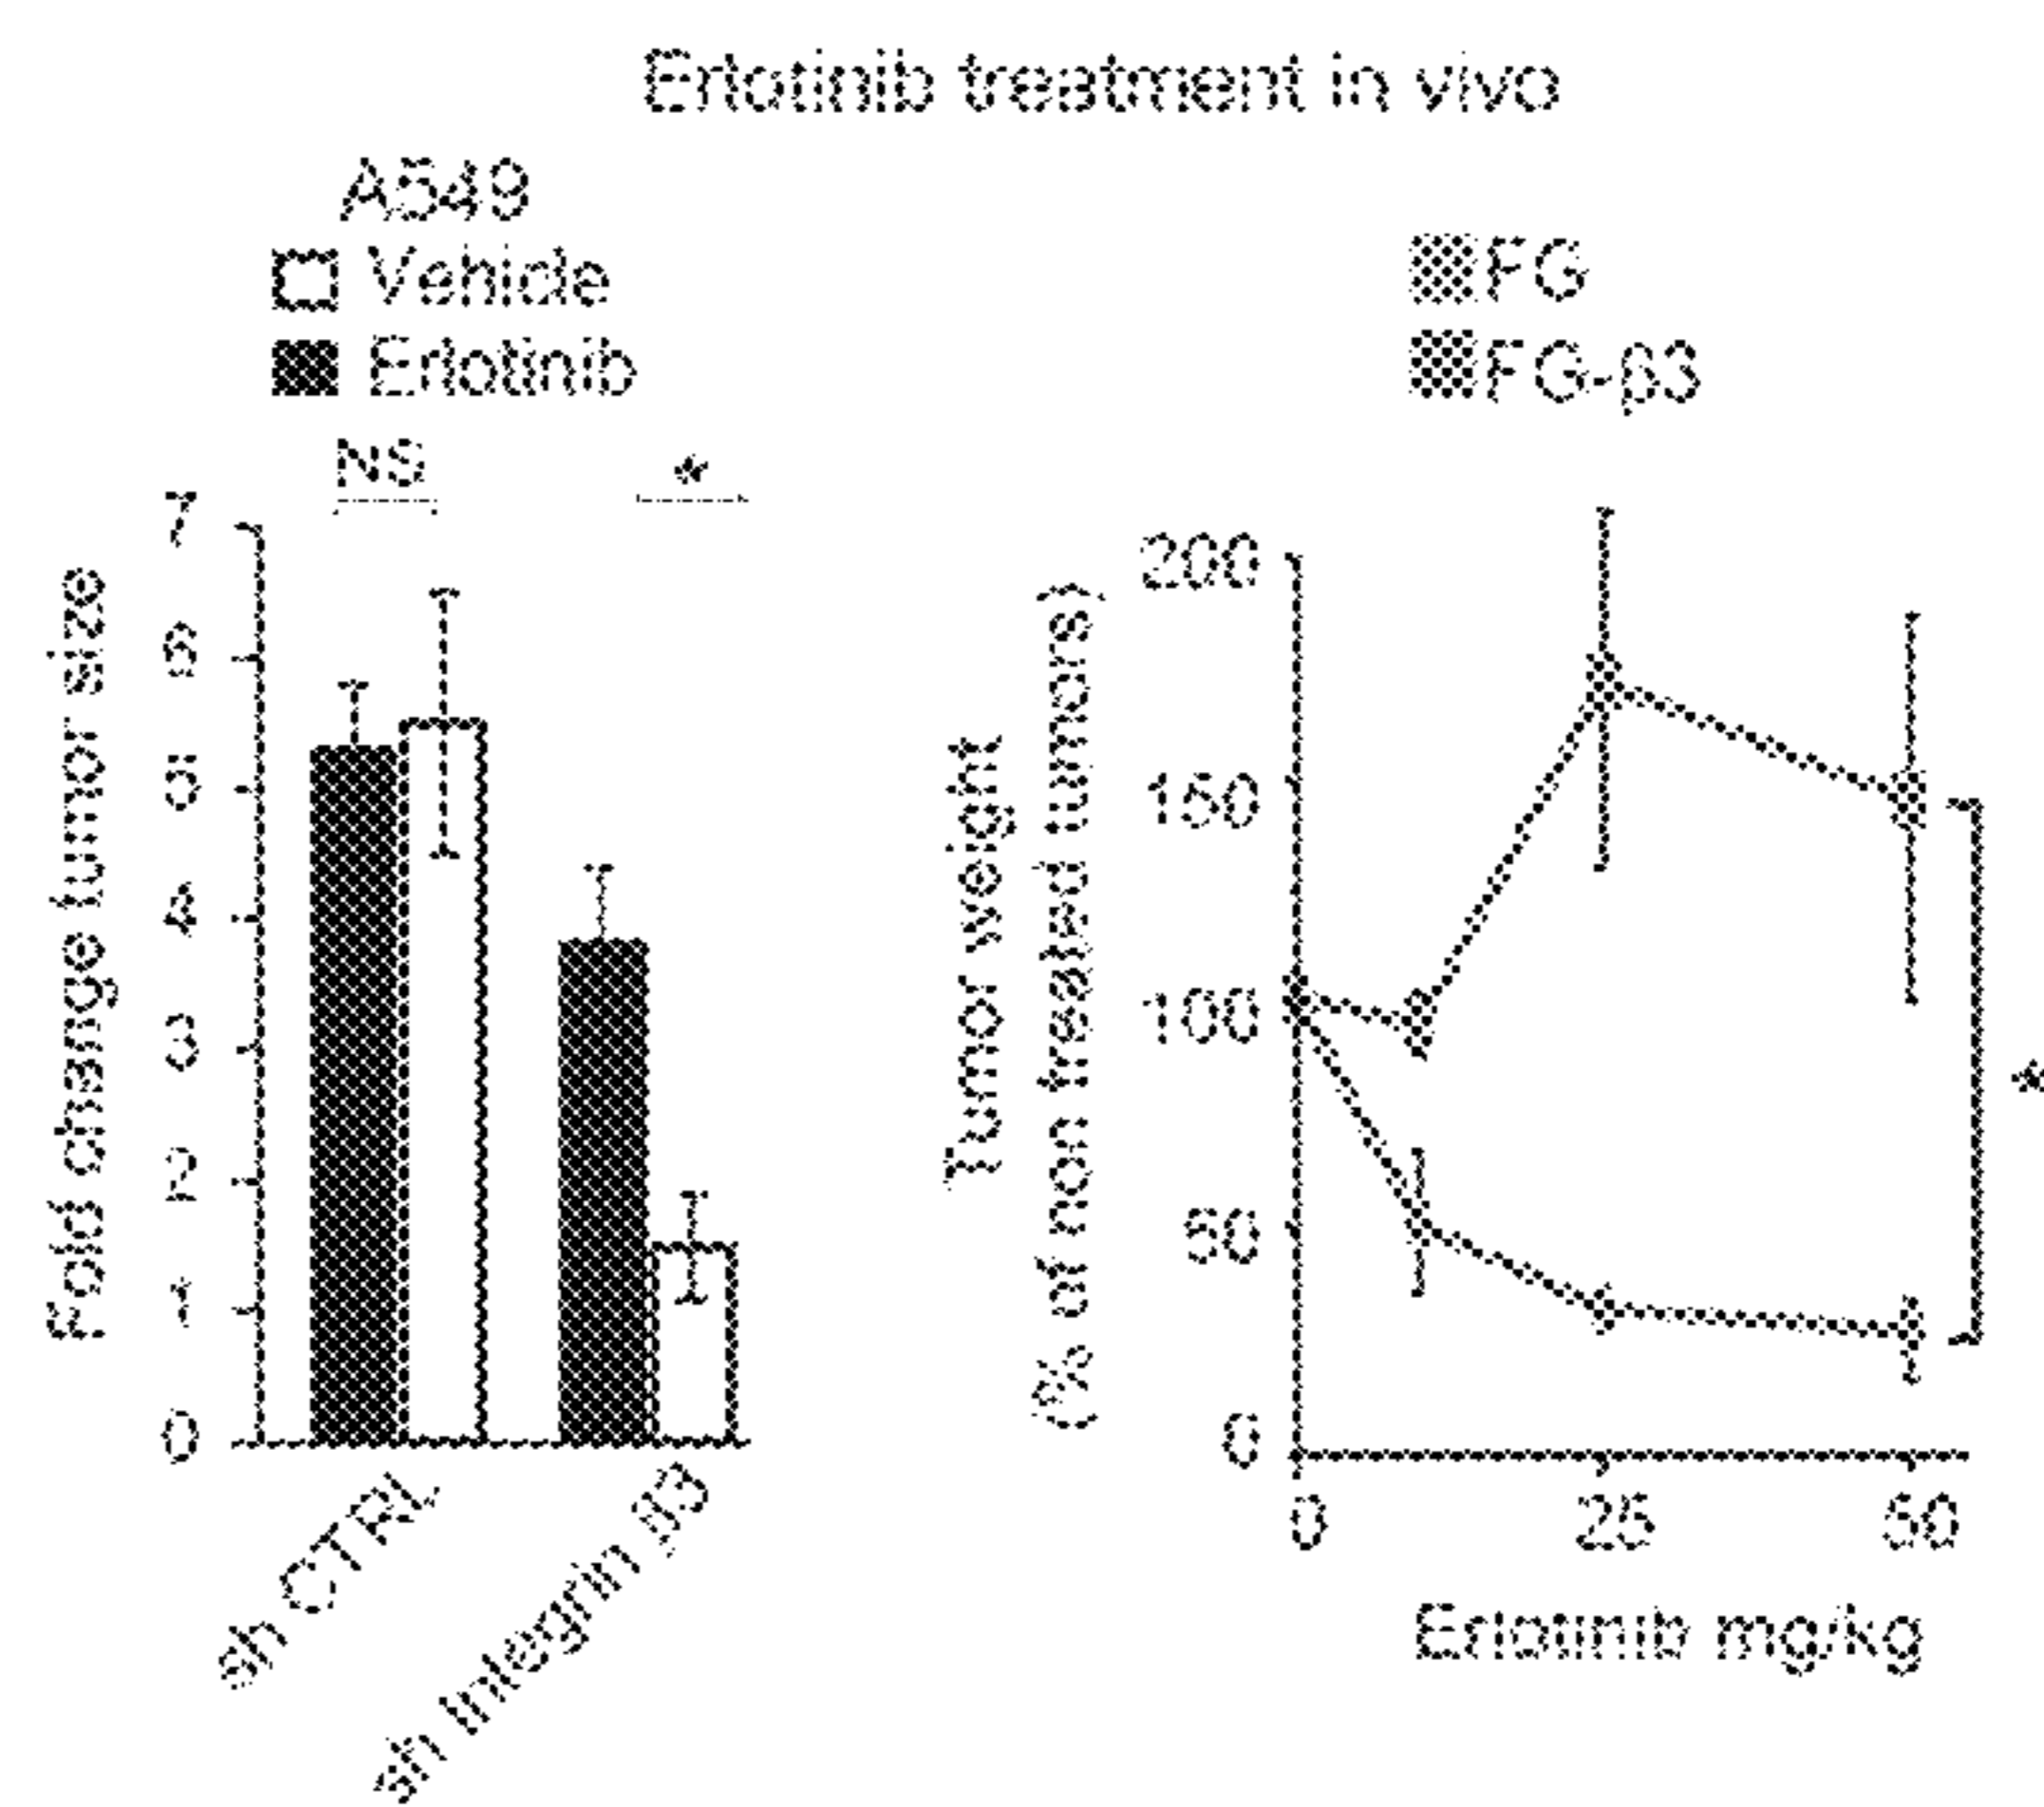 Erlotinib treatment in vivo
A549
Vehicle
Erlotinib
NS
*
7
6
5
4
3
2
1
0
Fold change tumor size
sh CTRL
sh integrin β3
FG
FG-β3
200
150
100
50
0
Tumor weight
(% of non treated tumors)
*
0 25 50
Erlotinib mg/kg